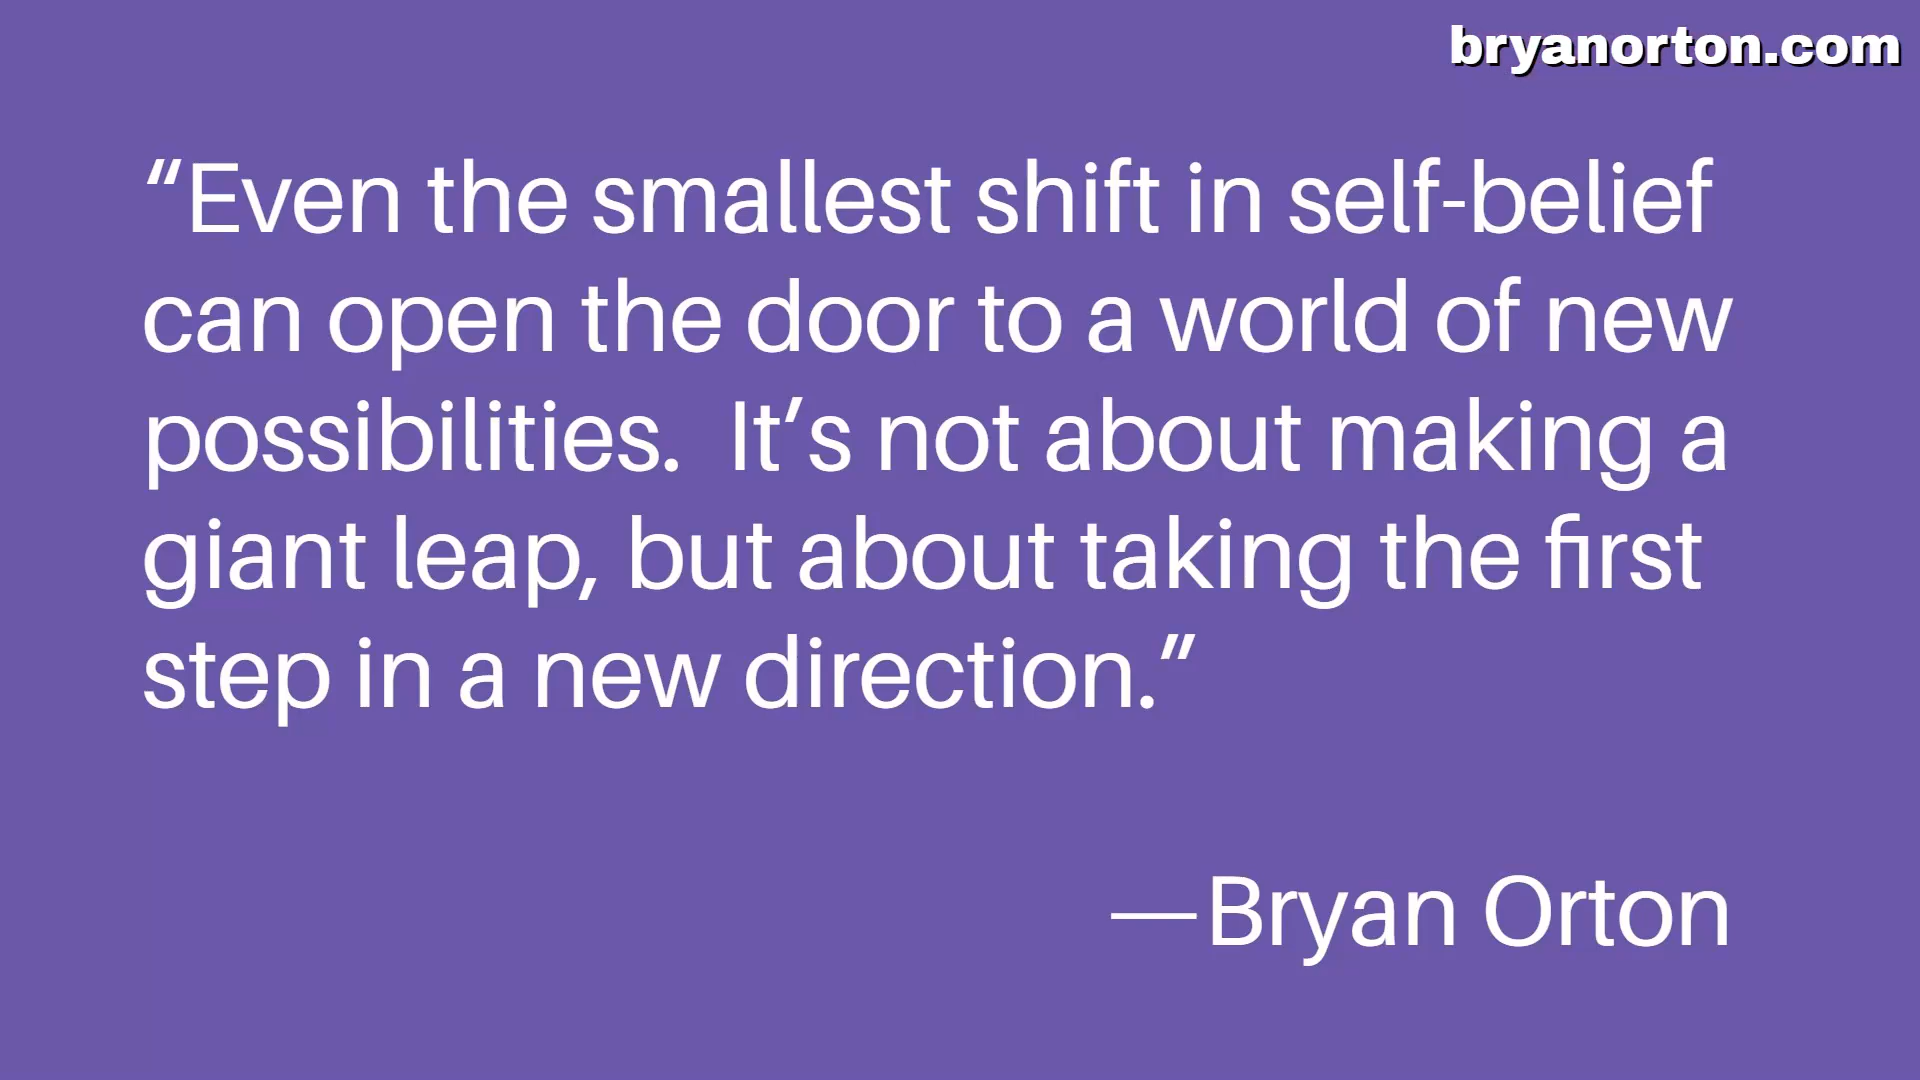 bryanorton.com
“Even the smallest shift in self-belief
can open the door to a world of new
possibilities.  It’s not about making a
giant leap, but about taking the first
step in a new direction.”
—Bryan Orton